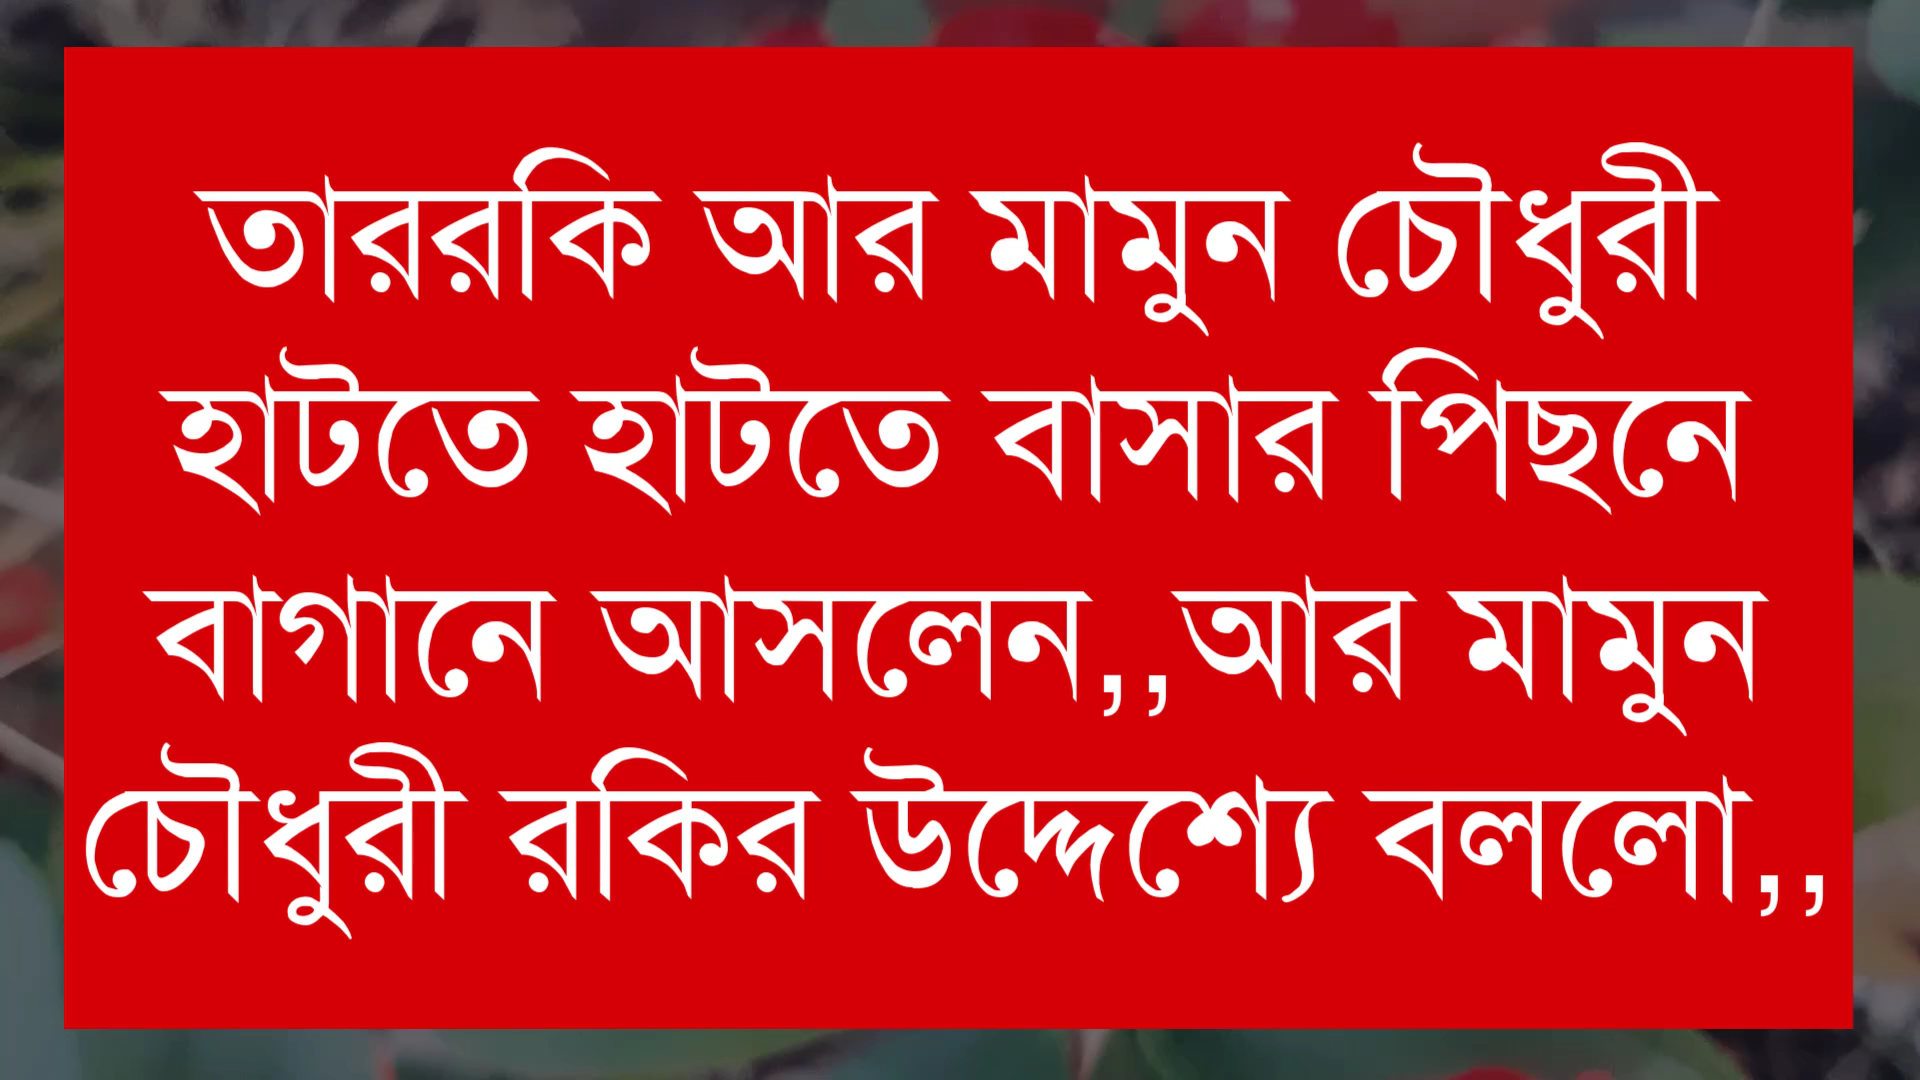 তাররকি আর মামুন চৌধুরী
হাটতে হাটতে বাসার পিছনে
বাগানে আসলেন,,আর মামুন
চৌধুরী রকির উদ্দেশ্যে বললো,,